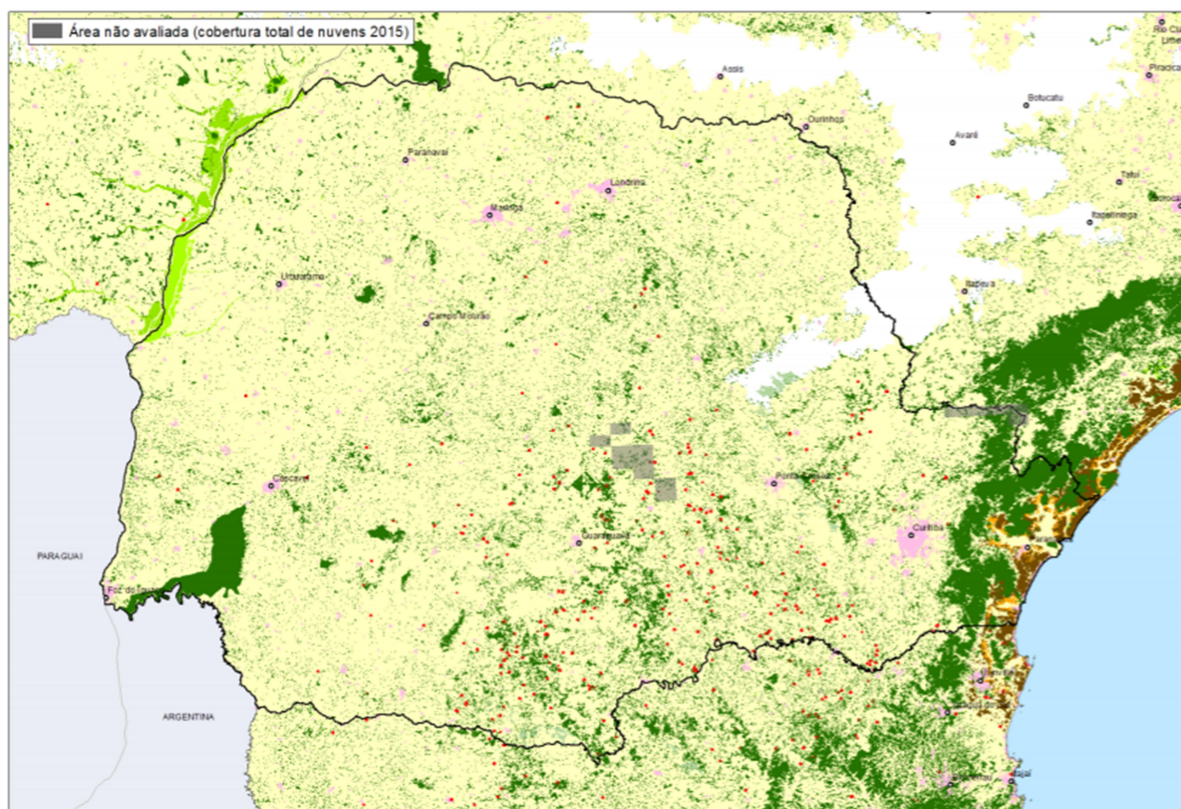 Área não avaliada (cobertura total de nuvens 2015)
Assis
Botucatu
Ourinhos
Avaré
Paranavaí
Tatuí
Londrina
Maringá
Itapetininga
Umuarama
Itapeva
Campo Mourão
Cascavel
Curitiba
Guarapuava
PARAGUAI
ARGENTINA
Itajaí